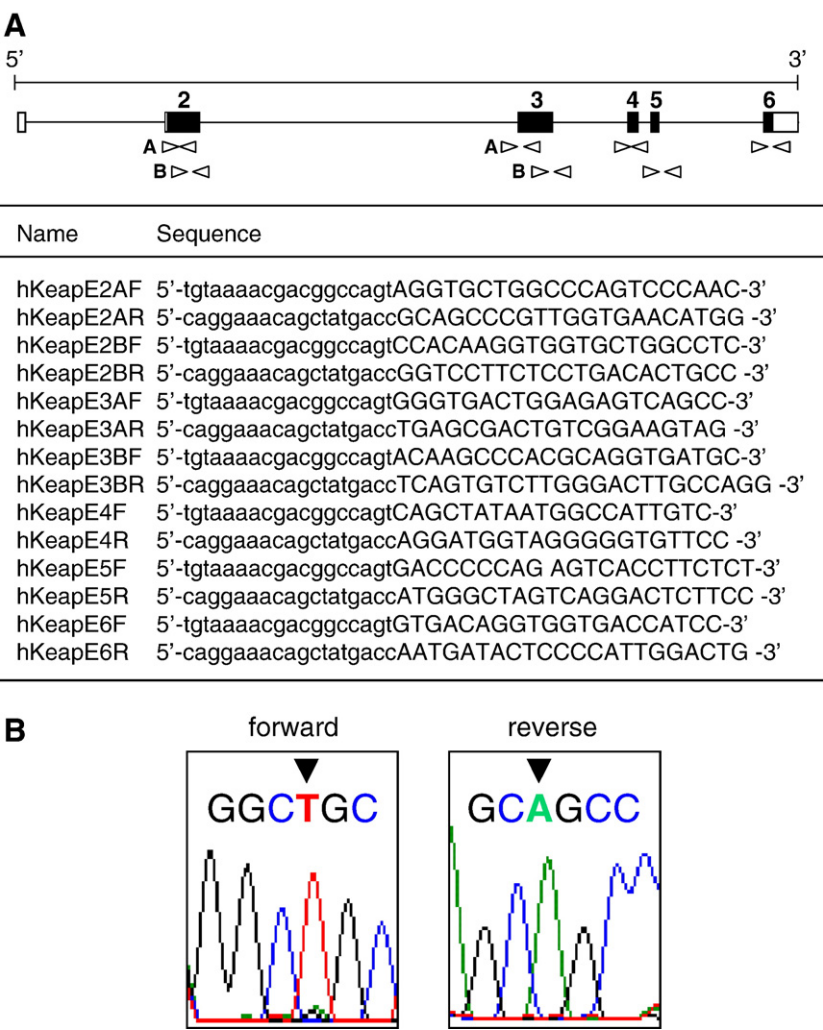 A
5’ 3’
2 3 4 5 6
A A
B B
Name Sequence
hKeapE2AF 5’-tgtaaaacgacggccagtAGGTGCTGGCCCAGTCCCAAC-3’
hKeapE2AR 5’-caggaaacagctatgaccGCAGCCCGTTGGTGAACATGG -3’
hKeapE2BF 5’-tgtaaaacgacggccagtCCACAAGGTGGTGCTGGCCTC-3’
hKeapE2BR 5’-caggaaacagctatgaccGGTCCTTCTCCTGACACTGCC -3’
hKeapE3AF 5’-tgtaaaacgacggccagtGGGTGACTGGAGAGTCAGCC-3’
hKeapE3AR 5’-caggaaacagctatgaccTGAGCGACTGTCGGAAGTAG -3’
hKeapE3BF 5’-tgtaaaacgacggccagtACAAGCCCACGCAGGTGATGC-3’
hKeapE3BR 5’-caggaaacagctatgaccTCAGTGTCTTGGGACTTGCCAGG -3’
hKeapE4F 5’-tgtaaaacgacggccagtCAGCTATAATGGCCATTGTC-3’
hKeapE4R 5’-caggaaacagctatgaccAGGATGGTAGGGGGTGTTCC -3’
hKeapE5F 5’-tgtaaaacgacggccagtGACCCCCAG AGTCACCTTCTCT-3’
hKeapE5R 5’-caggaaacagctatgaccATGGGCTAGTCAGGACTCTTCC -3’
hKeapE6F 5’-tgtaaaacgacggccagtGTGACAGGTGGTGACCATCC-3’
hKeapE6R 5’-caggaaacagctatgaccAATGATACTCCCCATTGGACTG -3’
B
forward reverse
GGCTGC GCAGCC